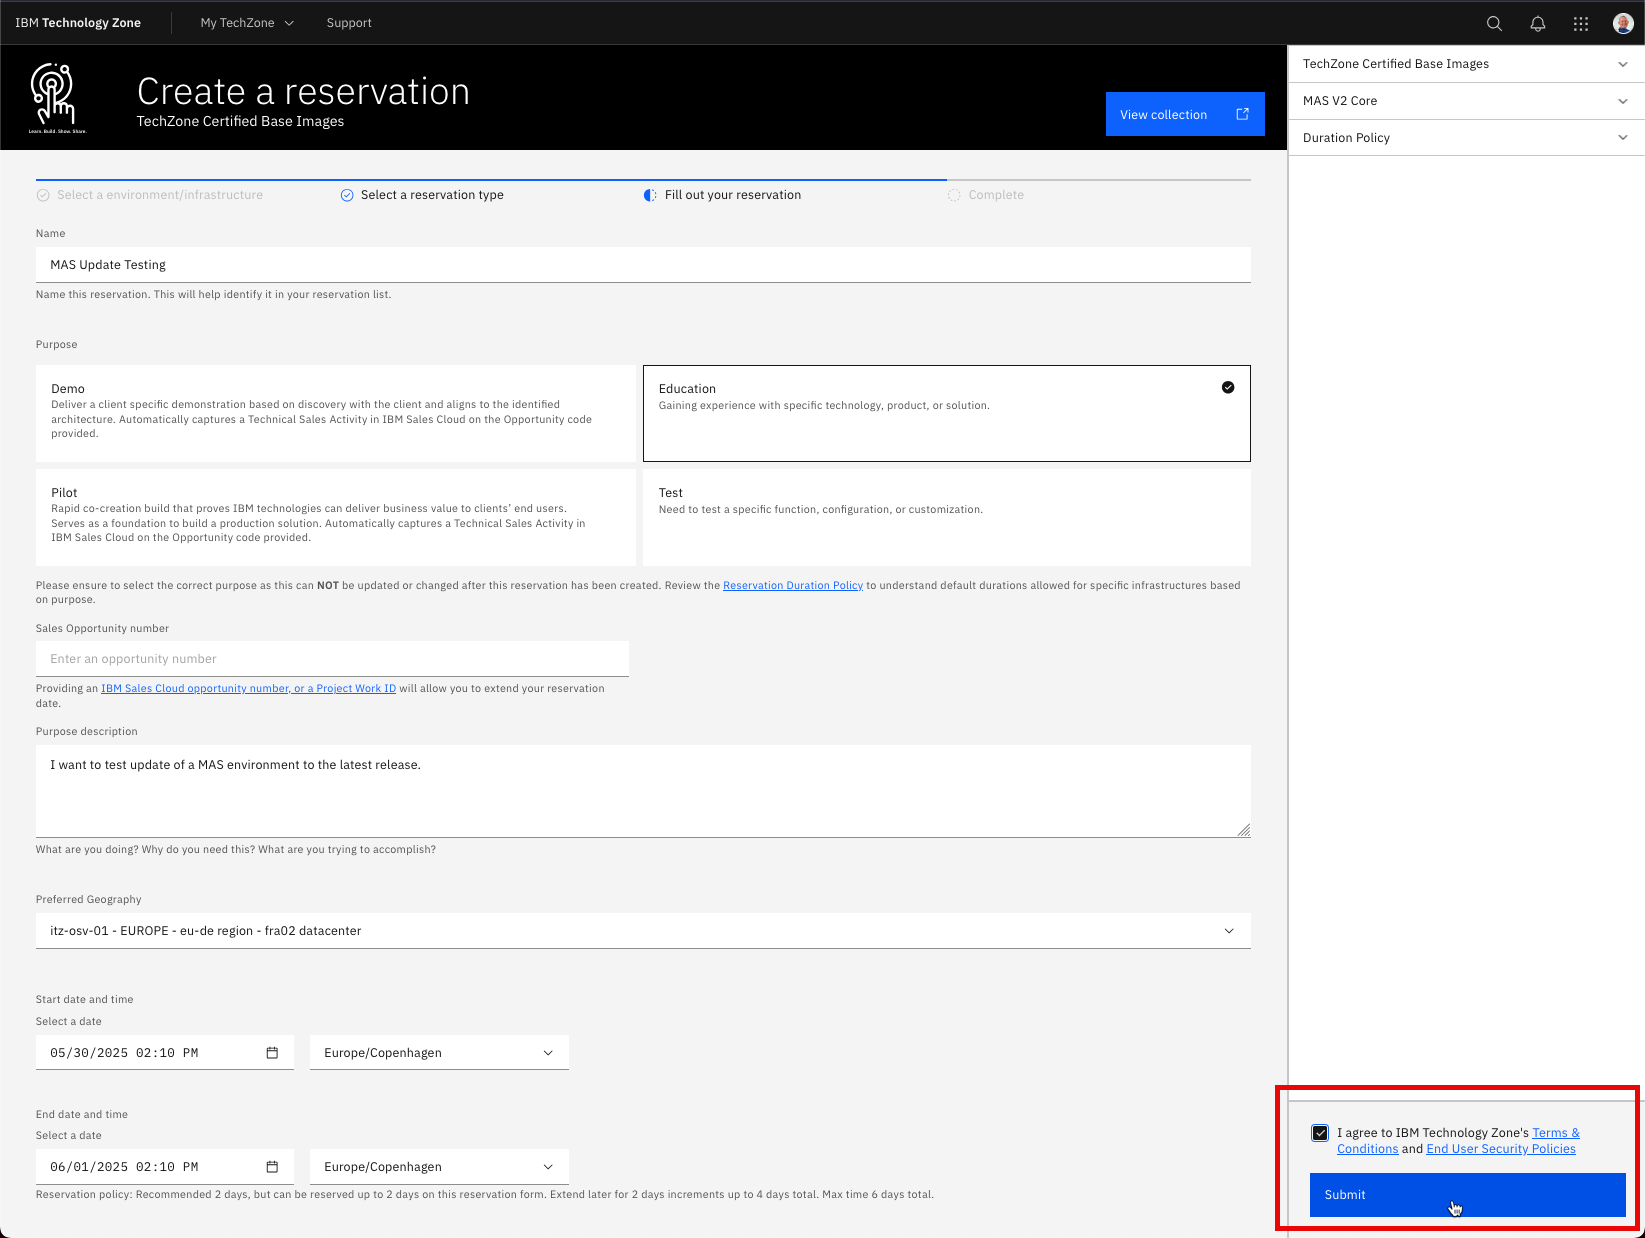 IBM Technology Zone
My TechZone
Support
Learn. Build. Show. Share.
Create a reservation
TechZone Certified Base Images
View collection
TechZone Certified Base Images
MAS V2 Core
Duration Policy
Select a environment/infrastructure
Select a reservation type
Fill out your reservation
Complete
Name
MAS Update Testing
Name this reservation. This will help identify it in your reservation list.
Purpose
Demo
Deliver a client specific demonstration based on discovery with the client and aligns to the identified
architecture. Automatically captures a Technical Sales Activity in IBM Sales Cloud on the Opportunity code
provided.
Education
Gaining experience with specific technology, product, or solution.
Pilot
Rapid co-creation build that proves IBM technologies can deliver business value to clients’ end users.
Serves as a foundation to build a production solution. Automatically captures a Technical Sales Activity in
IBM Sales Cloud on the Opportunity code provided.
Test
Need to test a specific function, configuration, or customization.
Please ensure to select the correct purpose as this can NOT be updated or changed after this reservation has been created. Review the Reservation Duration Policy to understand default durations allowed for specific infrastructures based
on purpose.
Sales Opportunity number
Enter an opportunity number
Providing an IBM Sales Cloud opportunity number, or a Project Work ID will allow you to extend your reservation
date.
Purpose description
I want to test update of a MAS environment to the latest release.
What are you doing? Why do you need this? What are you trying to accomplish?
Preferred Geography
itz-osv-01 - EUROPE - eu-de region - fra02 datacenter
Start date and time
Select a date
05/30/2025 02:10 PM
Europe/Copenhagen
End date and time
Select a date
06/01/2025 02:10 PM
Europe/Copenhagen
Reservation policy: Recommended 2 days, but can be reserved up to 2 days on this reservation form. Extend later for 2 days increments up to 4 days total. Max time 6 days total.
I agree to IBM Technology Zone's Terms &
Conditions and End User Security Policies
Submit